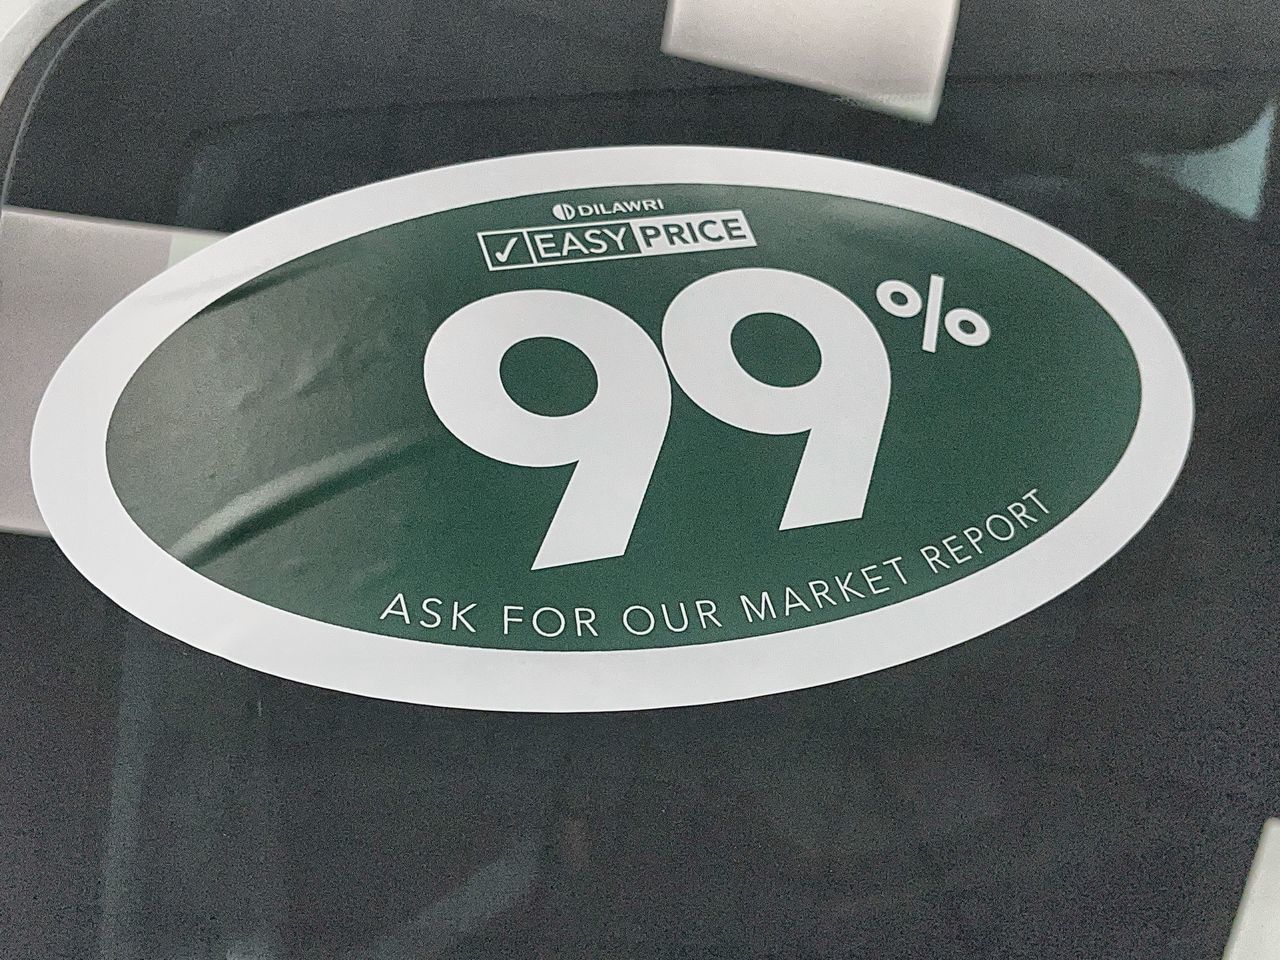 DILAWRI
✓ EASY PRICE
99%
ASK FOR OUR MARKET REPORT